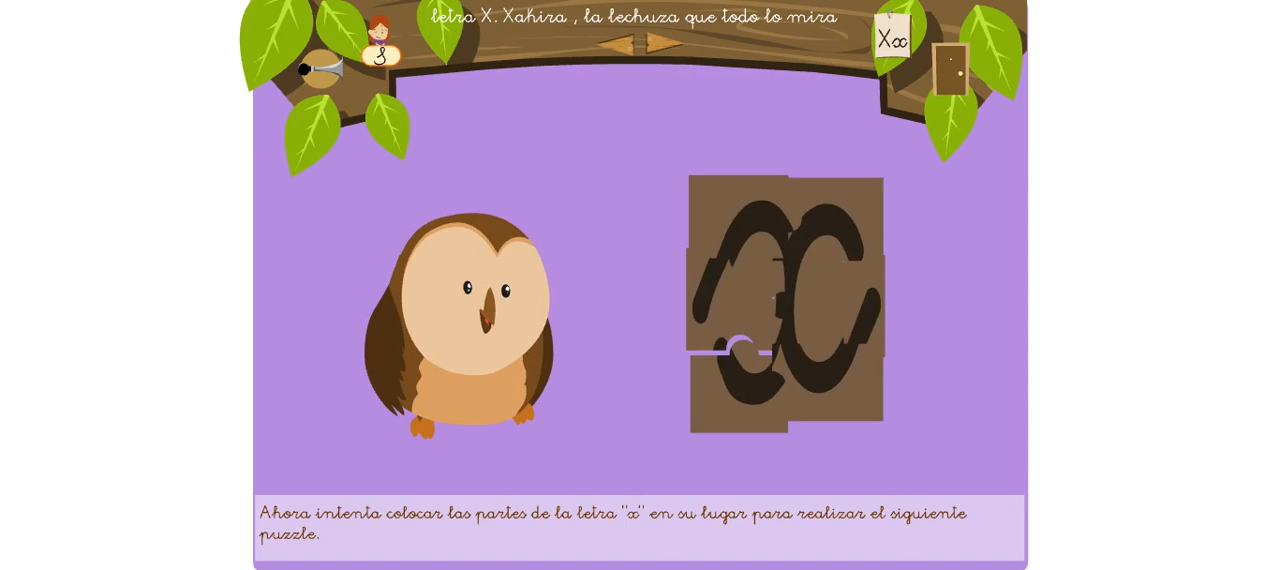 letra X. Xahira , la lechuza que todo lo mira
Xx
S
Ahora intenta colocar las partes de la letra "x" en su lugar para realizar el siguiente
puzzle.